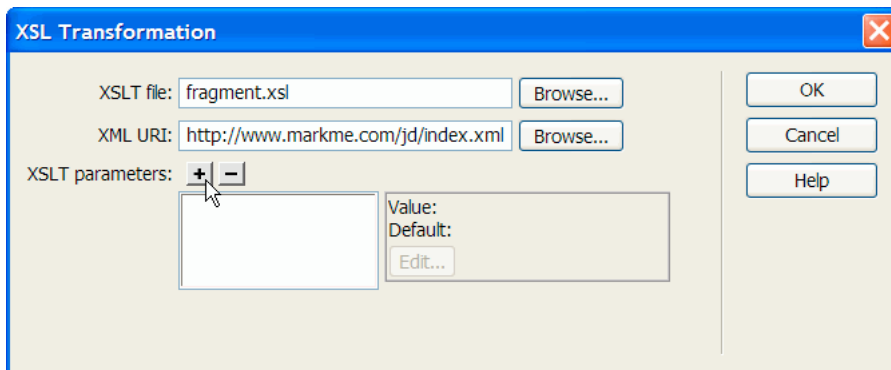 XSL Transformation
XSLT file: fragment.xsl Browse... OK
XML URI: http://www.markme.com/jd/index.xml Browse... Cancel
XSLT parameters: + − Help
Value:
Default:
Edit...